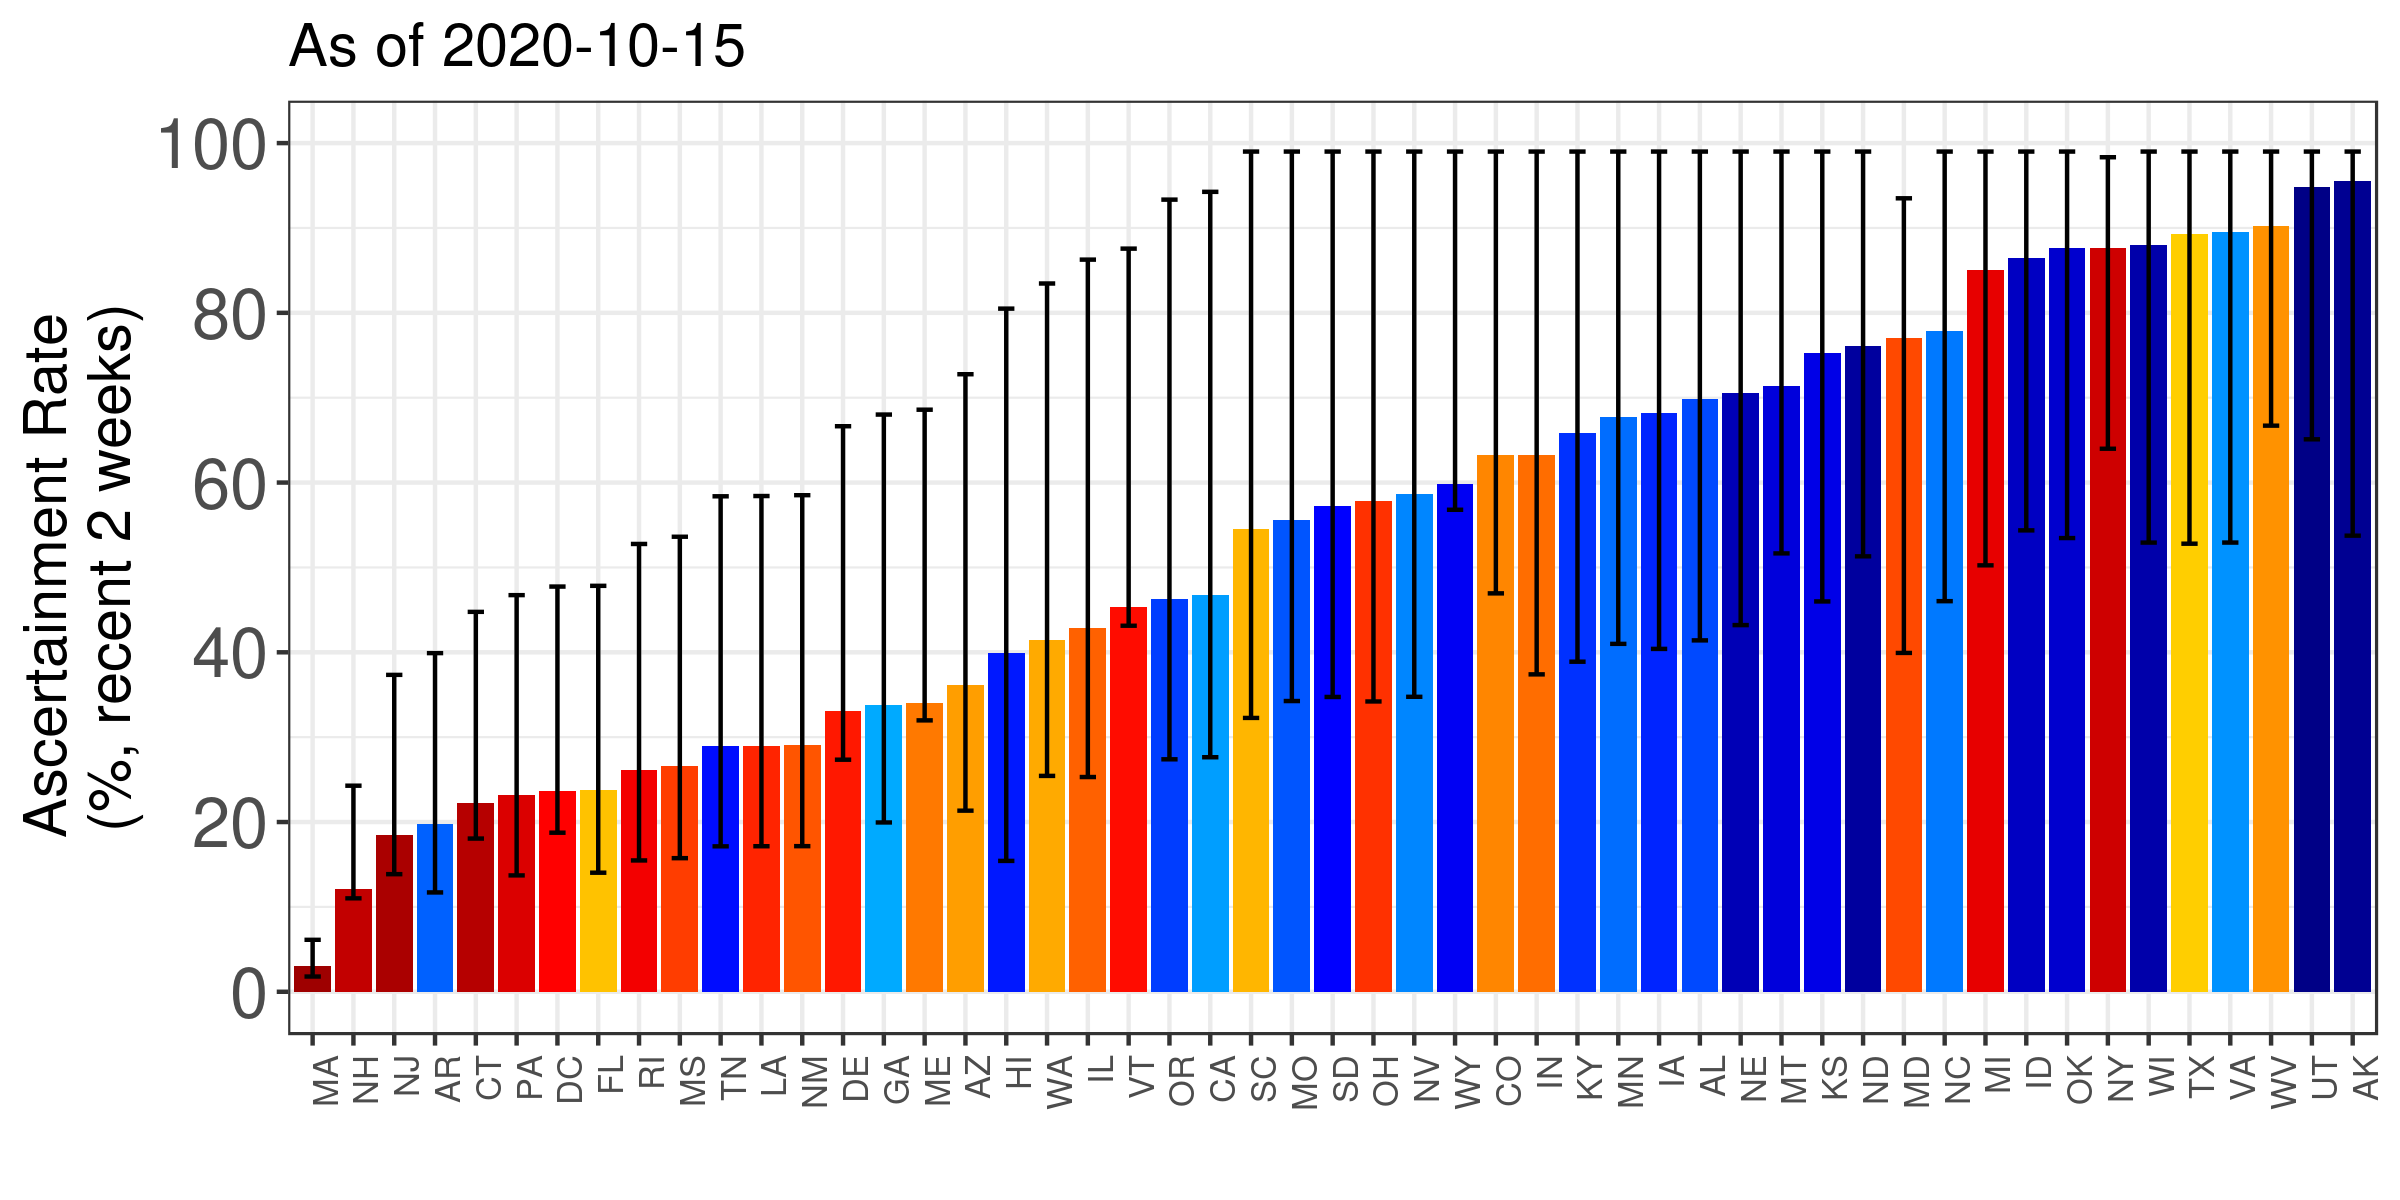 As of 2020-10-15
Ascertainment Rate
(%, recent 2 weeks)
100
80
60
40
20
0
MA NH NJ AR CT PA DC FL RI MS TN LA NM DE GA ME AZ HI WA IL VT OR CA SC MO SD OH NV WY CO IN KY MN IA AL NE MT KS ND MD NC MI ID OK NY WI TX VA WV UT AK